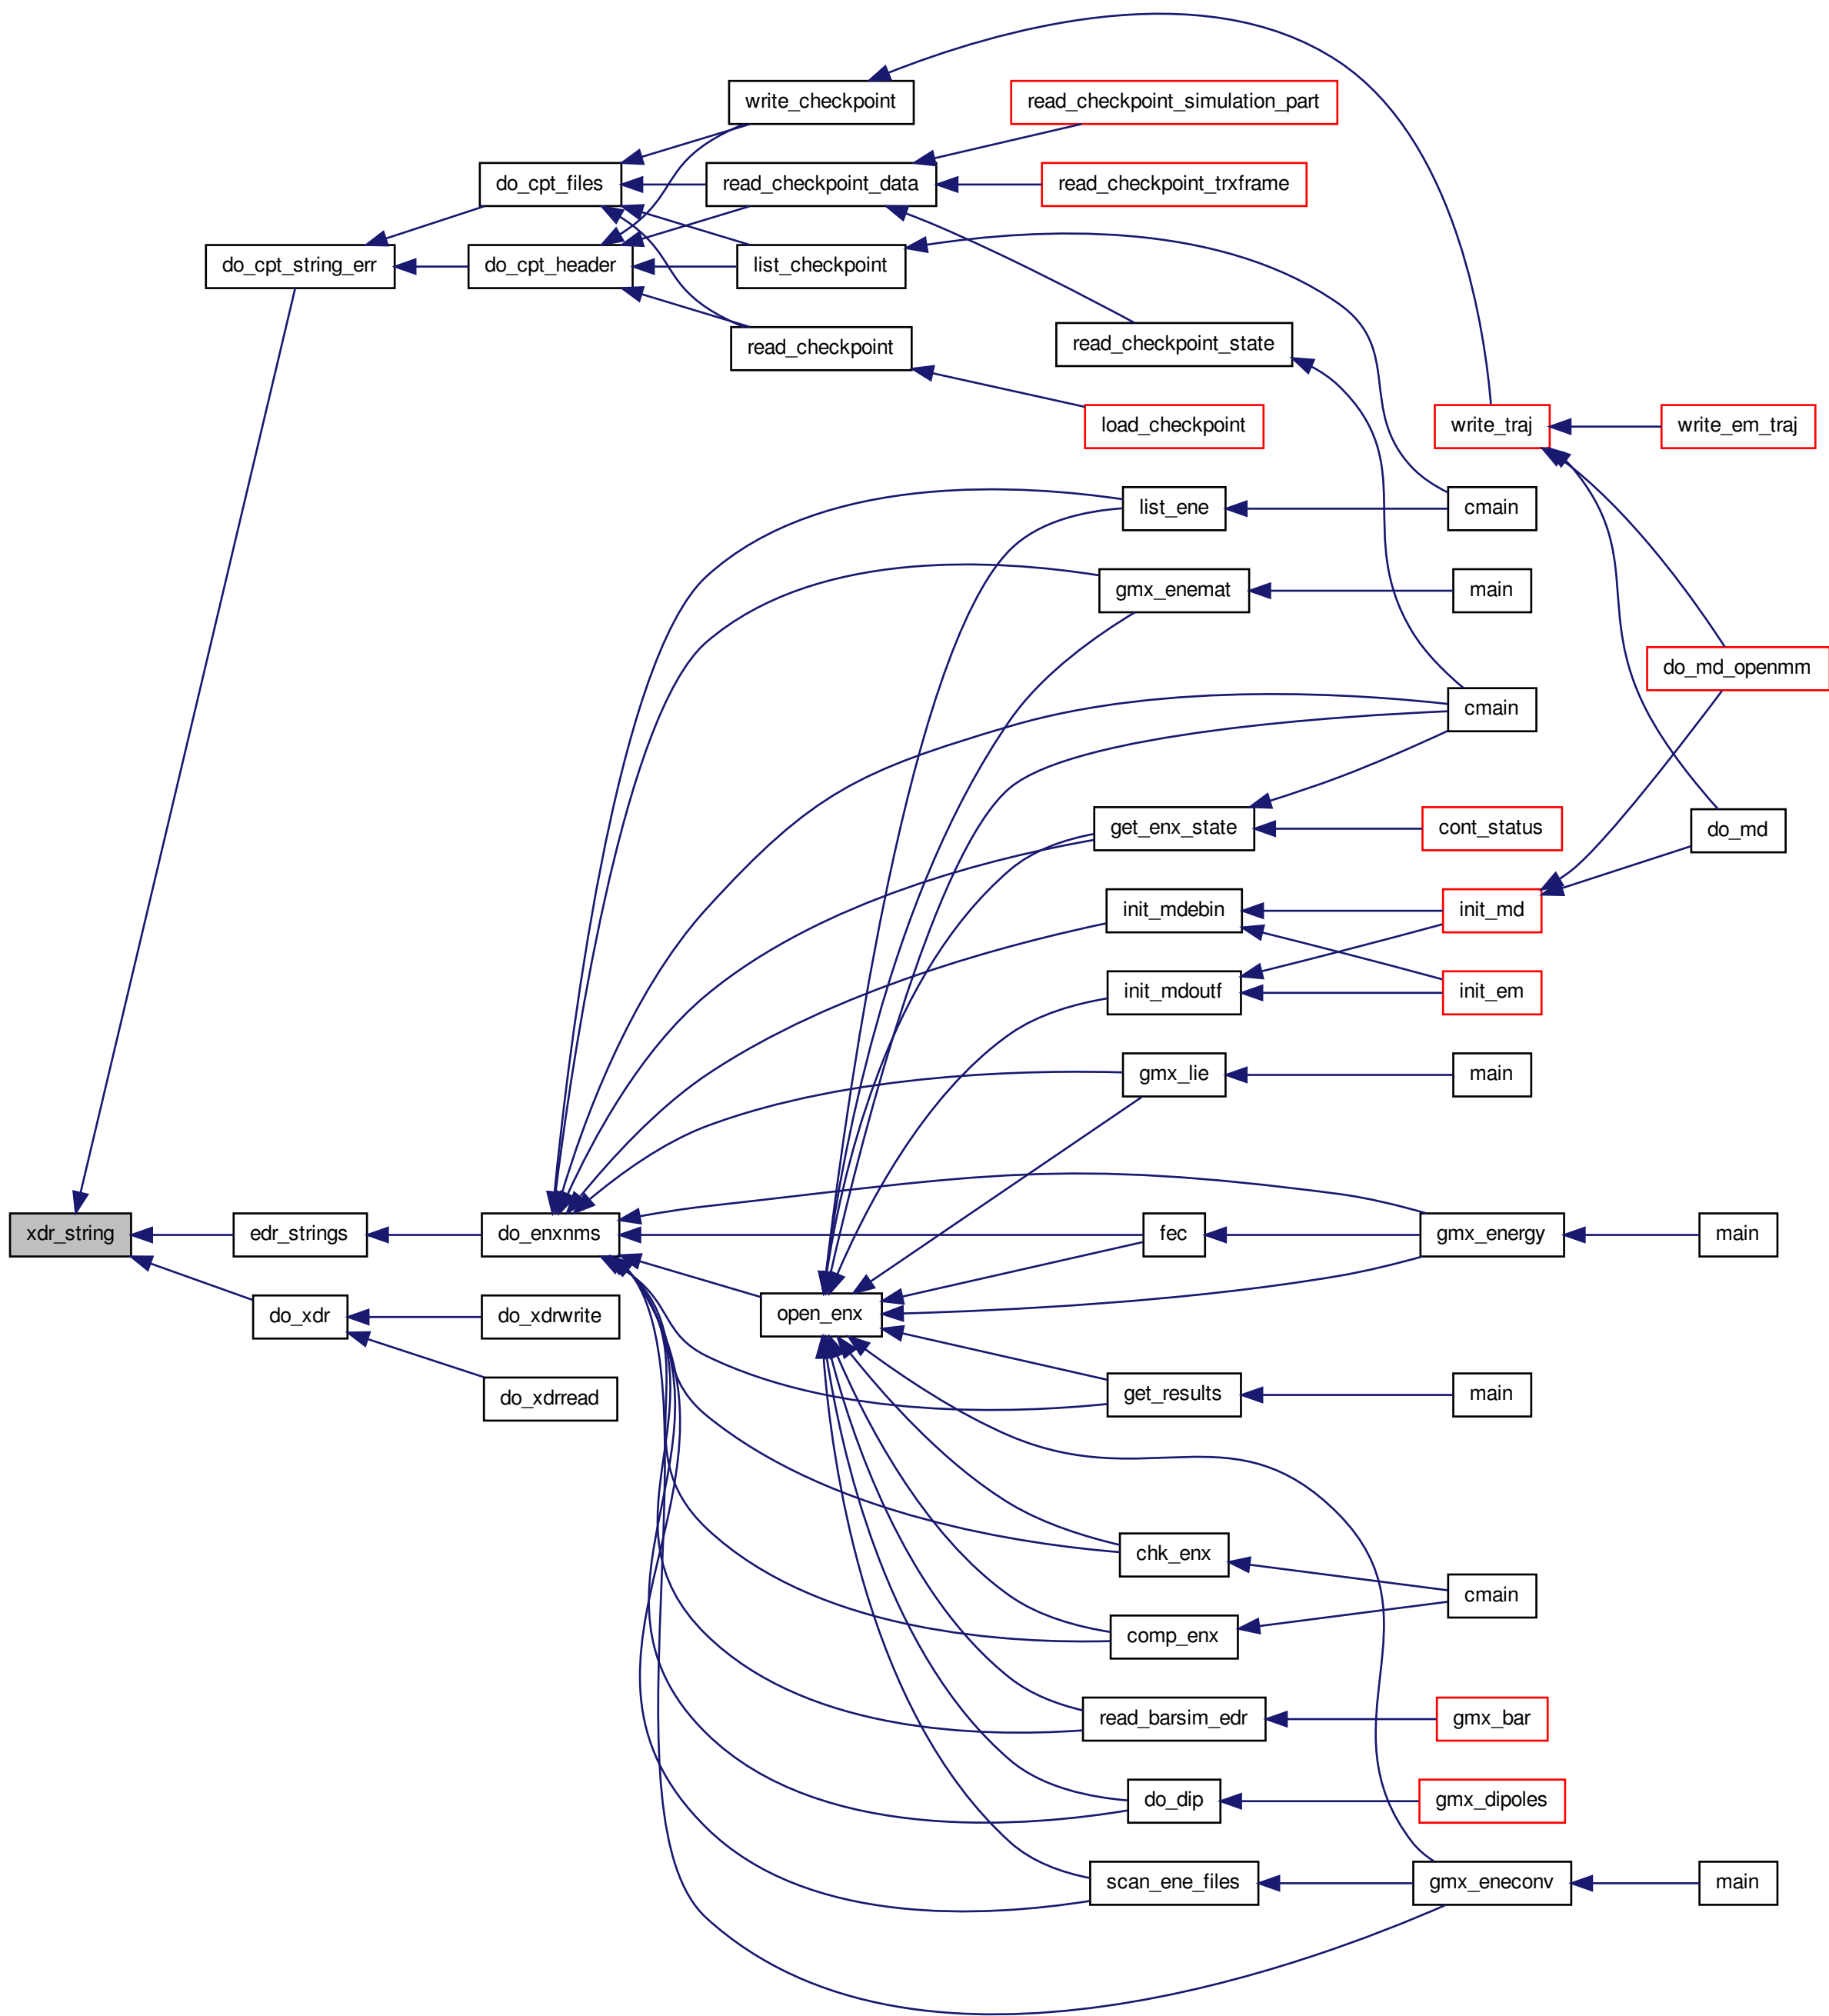 write_checkpoint
read_checkpoint_simulation_part
do_cpt_files
read_checkpoint_data
read_checkpoint_trxframe
do_cpt_string_err
do_cpt_header
list_checkpoint
read_checkpoint
read_checkpoint_state
load_checkpoint
write_traj
write_em_traj
list_ene
cmain
gmx_enemat
main
do_md_openmm
cmain
get_enx_state
cont_status
do_md
init_mdebin
init_md
init_mdoutf
init_em
gmx_lie
main
xdr_string
edr_strings
do_enxnms
fec
gmx_energy
main
do_xdr
do_xdrwrite
open_enx
do_xdrread
get_results
main
chk_enx
cmain
comp_enx
read_barsim_edr
gmx_bar
do_dip
gmx_dipoles
scan_ene_files
gmx_eneconv
main